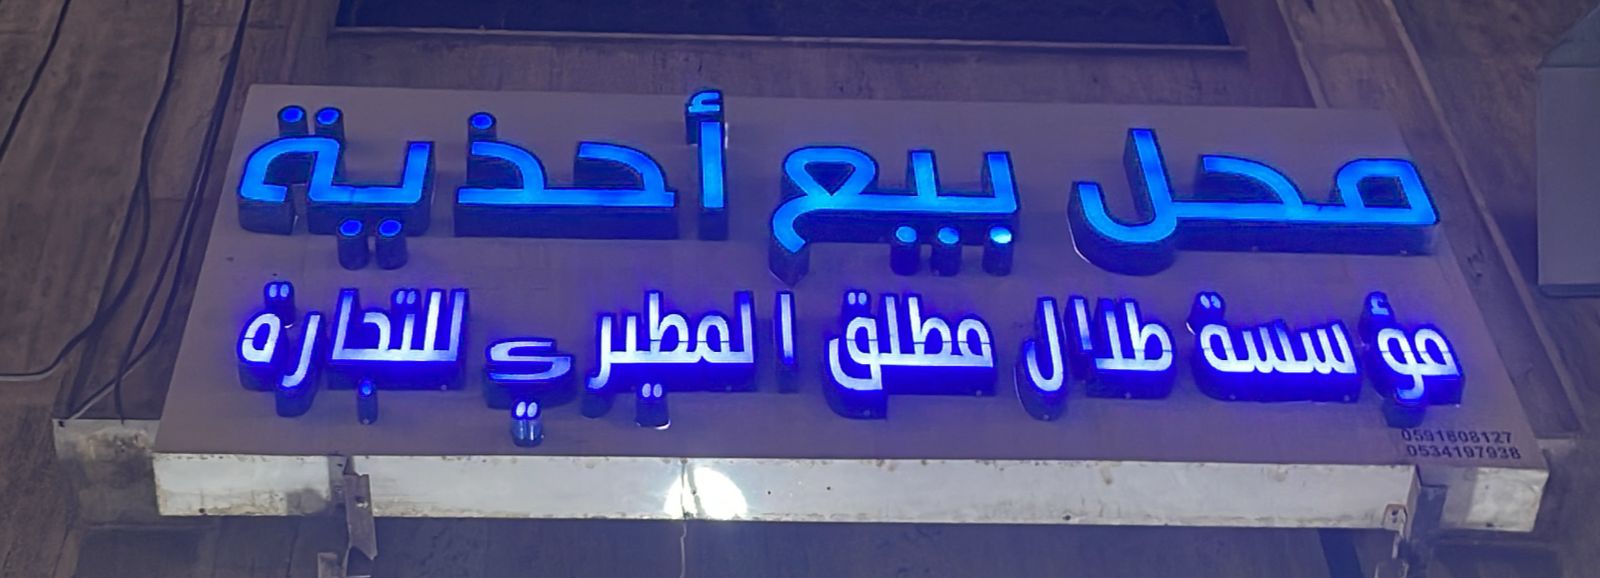 محل بيع أحذية
مؤسسة طلال مطلق المطيري للتجارة
0591608127
0534197938